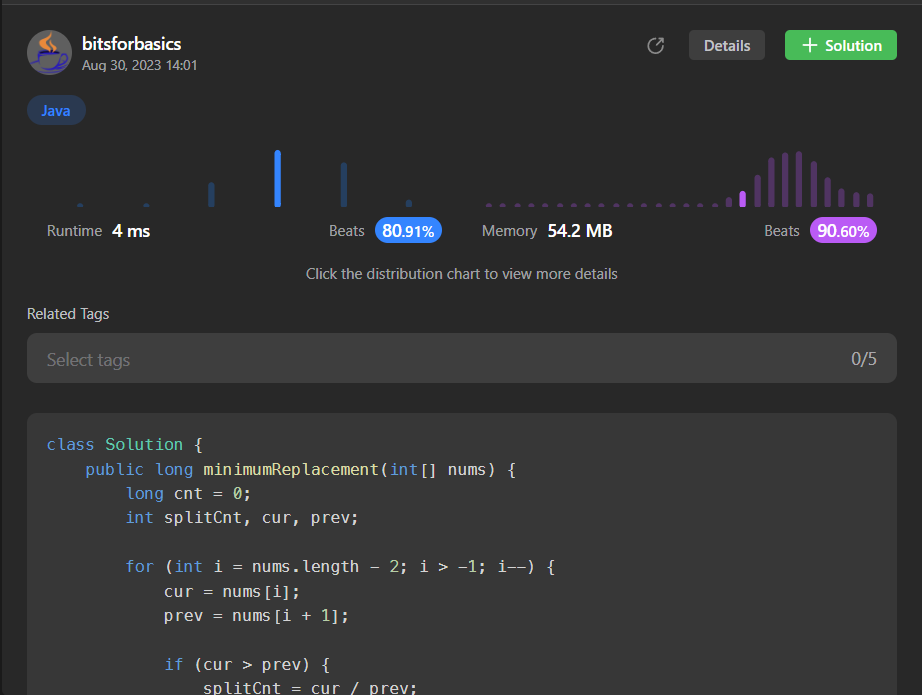 bitsforbasics
Aug 30, 2023 14:01
Details
+ Solution
Java
Runtime 4 ms Beats 80.91% Memory 54.2 MB Beats 90.60%
Click the distribution chart to view more details
Related Tags
Select tags 0/5
class Solution {
    public long minimumReplacement(int[] nums) {
        long cnt = 0;
        int splitCnt, cur, prev;
        for (int i = nums.length - 2; i > -1; i--) {
            cur = nums[i];
            prev = nums[i + 1];
            if (cur > prev) {
                splitCnt = cur / prev;